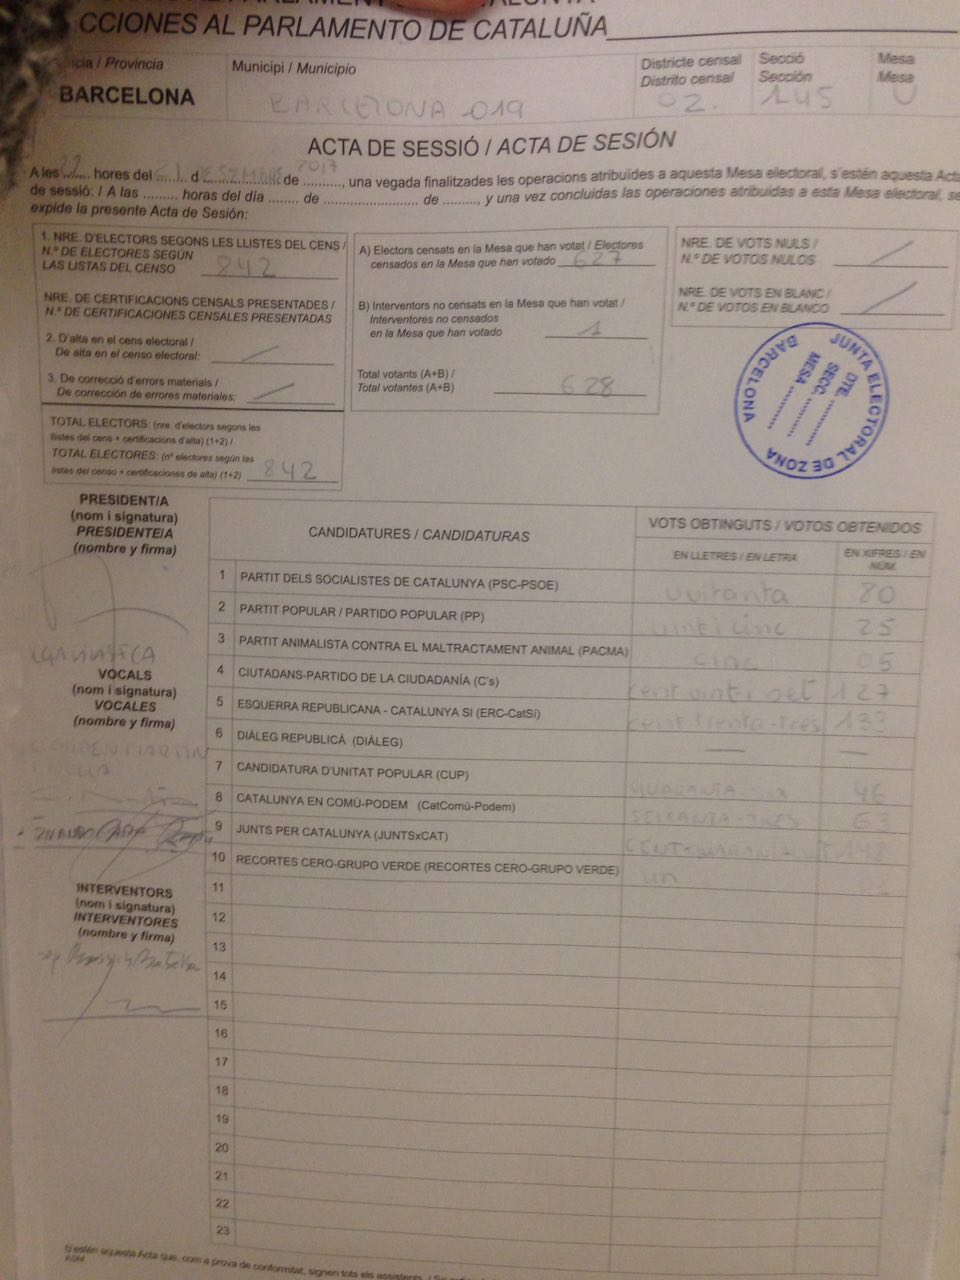 CCIONES AL PARLAMENTO DE CATALUÑA
/ Provincia
BARCELONA
Municipi / Municipio
BARCELONA 019
Districte censal
Distrito censal
02.
Secció
Sección
145
Mesa
Mesa
U
ACTA DE SESSIÓ / ACTA DE SESIÓN
A les 22 hores del 21 d DESEMBRE de 2017, una vegada finalitzades les operacions atribuïdes a aquesta Mesa electoral, s'estén aquesta Acta
de sessió: / A las ......... horas del día ........ de ........................ de ........., y una vez concluidas las operaciones atribuidas a esta Mesa electoral, se
expide la presente Acta de Sesión:
1. NRE. D'ELECTORS SEGONS LES LLISTES DEL CENS /
N.º DE ELECTORES SEGÚN
LAS LISTAS DEL CENSO 842
NRE. DE CERTIFICACIONS CENSALS PRESENTADES /
N.º DE CERTIFICACIONES CENSALES PRESENTADAS
2. D'alta en el cens electoral /
De alta en el censo electoral:
3. De correcció d'errors materials /
De corrección de errores materiales:
TOTAL ELECTORS: (nre. d'electors segons les
llistes del cens + certificacions d'alta) (1+2) /
TOTAL ELECTORES: (nº electores según las
listas del censo + certificaciones de alta) (1+2) 842
A) Electors censats en la Mesa que han votat / Electores
censados en la Mesa que han votado 627
B) Interventors no censats en la Mesa que han votat /
Interventores no censados
en la Mesa que han votado 1
Total votants (A+B) /
Total votantes (A+B) 628
NRE. DE VOTS NULS /
N.º DE VOTOS NULOS
NRE. DE VOTS EN BLANC /
N.º DE VOTOS EN BLANCO
JUNTA ELECTORAL DE ZONA
BARCELONA
DTE.
SECC.
MESA
PRESIDENT/A
(nom i signatura)
PRESIDENTE/A
(nombre y firma)
VOCALS
(nom i signatura)
VOCALES
(nombre y firma)
CARMEN MARTIN
INTERVENTORS
(nom i signatura)
INTERVENTORES
(nombre y firma)
CANDIDATURES / CANDIDATURAS
VOTS OBTINGUTS / VOTOS OBTENIDOS
EN LLETRES / EN LETRA
EN XIFRES / EN NÚM.
1 PARTIT DELS SOCIALISTES DE CATALUNYA (PSC-PSOE) vuitanta 80
2 PARTIT POPULAR / PARTIDO POPULAR (PP) vint i cinc 25
3 PARTIT ANIMALISTA CONTRA EL MALTRACTAMENT ANIMAL (PACMA) cinc 05
4 CIUTADANS-PARTIDO DE LA CIUDADANÍA (C's) cent vint i set 127
5 ESQUERRA REPUBLICANA - CATALUNYA SI (ERC-CatSí) cent trenta-tres 133
6 DIÀLEG REPUBLICÀ (DIÀLEG) — —
7 CANDIDATURA D'UNITAT POPULAR (CUP) QUARANTA-SIX 46
8 CATALUNYA EN COMÚ-PODEM (CatComú-Podem) SEIXANTA-TRES 63
9 JUNTS PER CATALUNYA (JUNTSxCAT) 148
10 RECORTES CERO-GRUPO VERDE (RECORTES CERO-GRUPO VERDE) un
11
12
13
14
15
16
17
18
19
20
21
22
23
S'estén aquesta Acta que, com a prova de conformitat, signen tots els assistents. /